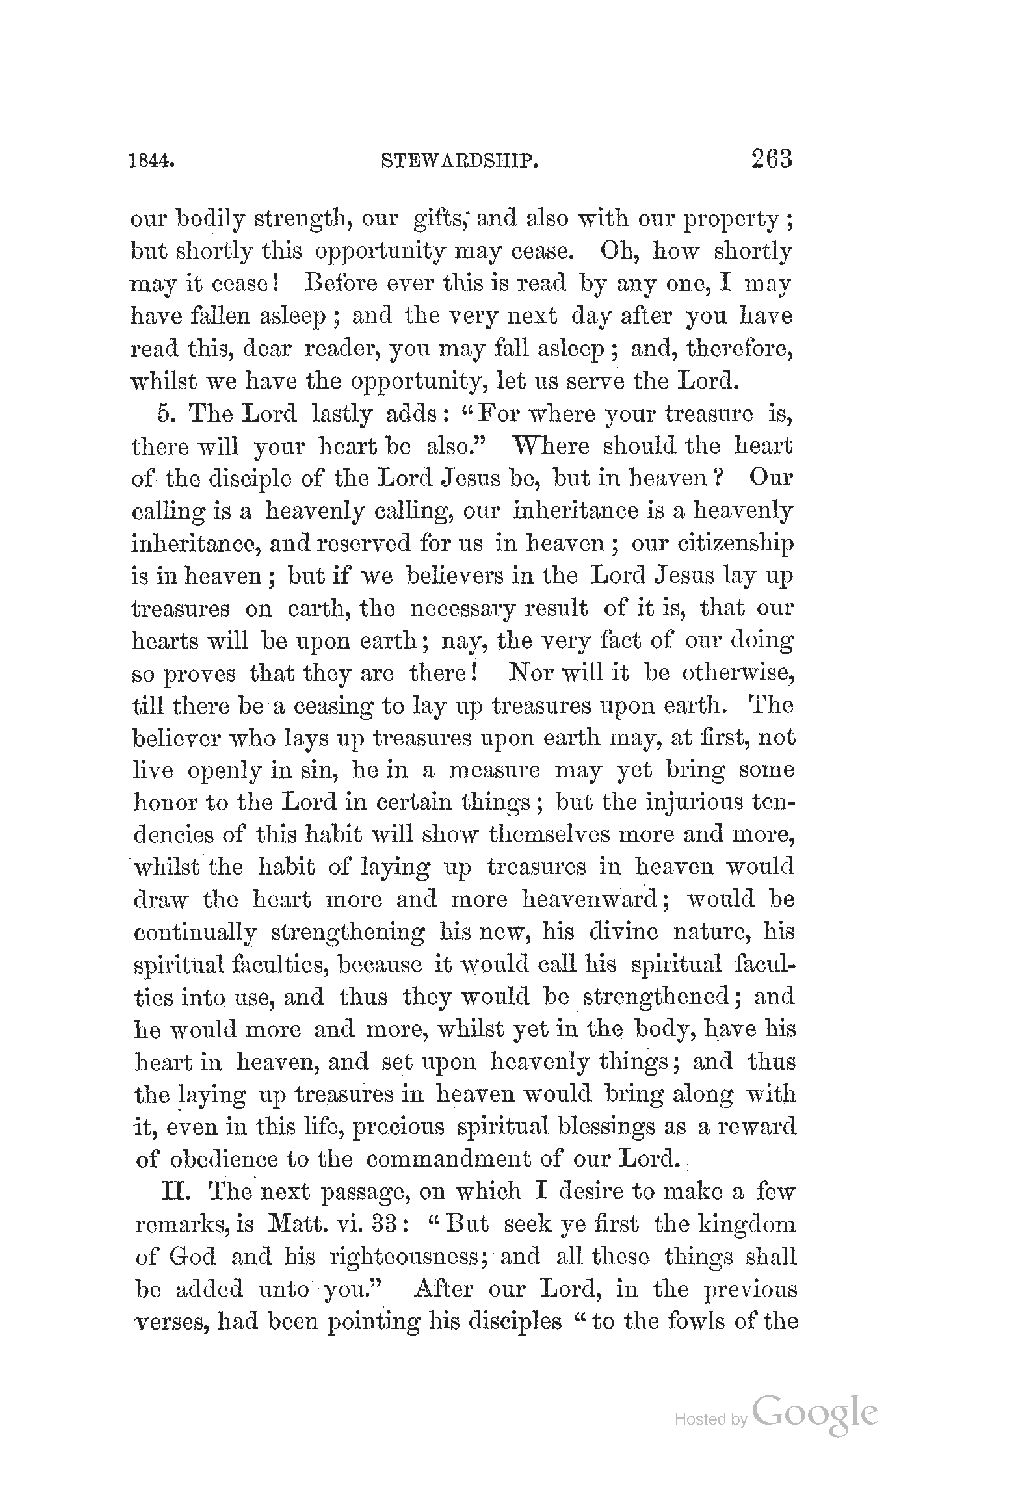 1844. STEWARDSHIP. 263
our bodily strength, our gifts, and also with our property;
but shortly this opportunity may cease. Oh, how shortly
may it cease! Before ever this is read by any one, I may
have fallen asleep; and the very next day after you have
read this, dear reader, you may fall asleep; and, therefore,
whilst we have the opportunity, let us serve the Lord.
5. The Lord lastly adds: “For where your treasure is,
there will your heart be also.” Where should the heart
of the disciple of the Lord Jesus be, but in heaven? Our
calling is a heavenly calling, our inheritance is a heavenly
inheritance, and reserved for us in heaven; our citizenship
is in heaven; but if we believers in the Lord Jesus lay up
treasures on earth, the necessary result of it is, that our
hearts will be upon earth; nay, the very fact of our doing
so proves that they are there! Nor will it be otherwise,
till there be a ceasing to lay up treasures upon earth. The
believer who lays up treasures upon earth may, at first, not
live openly in sin, he in a measure may yet bring some
honor to the Lord in certain things; but the injurious ten-
dencies of this habit will show themselves more and more,
whilst the habit of laying up treasures in heaven would
draw the heart more and more heavenward; would be
continually strengthening his new, his divine nature, his
spiritual faculties, because it would call his spiritual facul-
ties into use, and thus they would be strengthened; and
he would more and more, whilst yet in the body, have his
heart in heaven, and set upon heavenly things; and thus
the laying up treasures in heaven would bring along with
it, even in this life, precious spiritual blessings as a reward
of obedience to the commandment of our Lord.
II. The next passage, on which I desire to make a few
remarks, is Matt. vi. 33: “But seek ye first the kingdom
of God and his righteousness; and all these things shall
be added unto you.” After our Lord, in the previous
verses, had been pointing his disciples “to the fowls of the
Hosted by Google